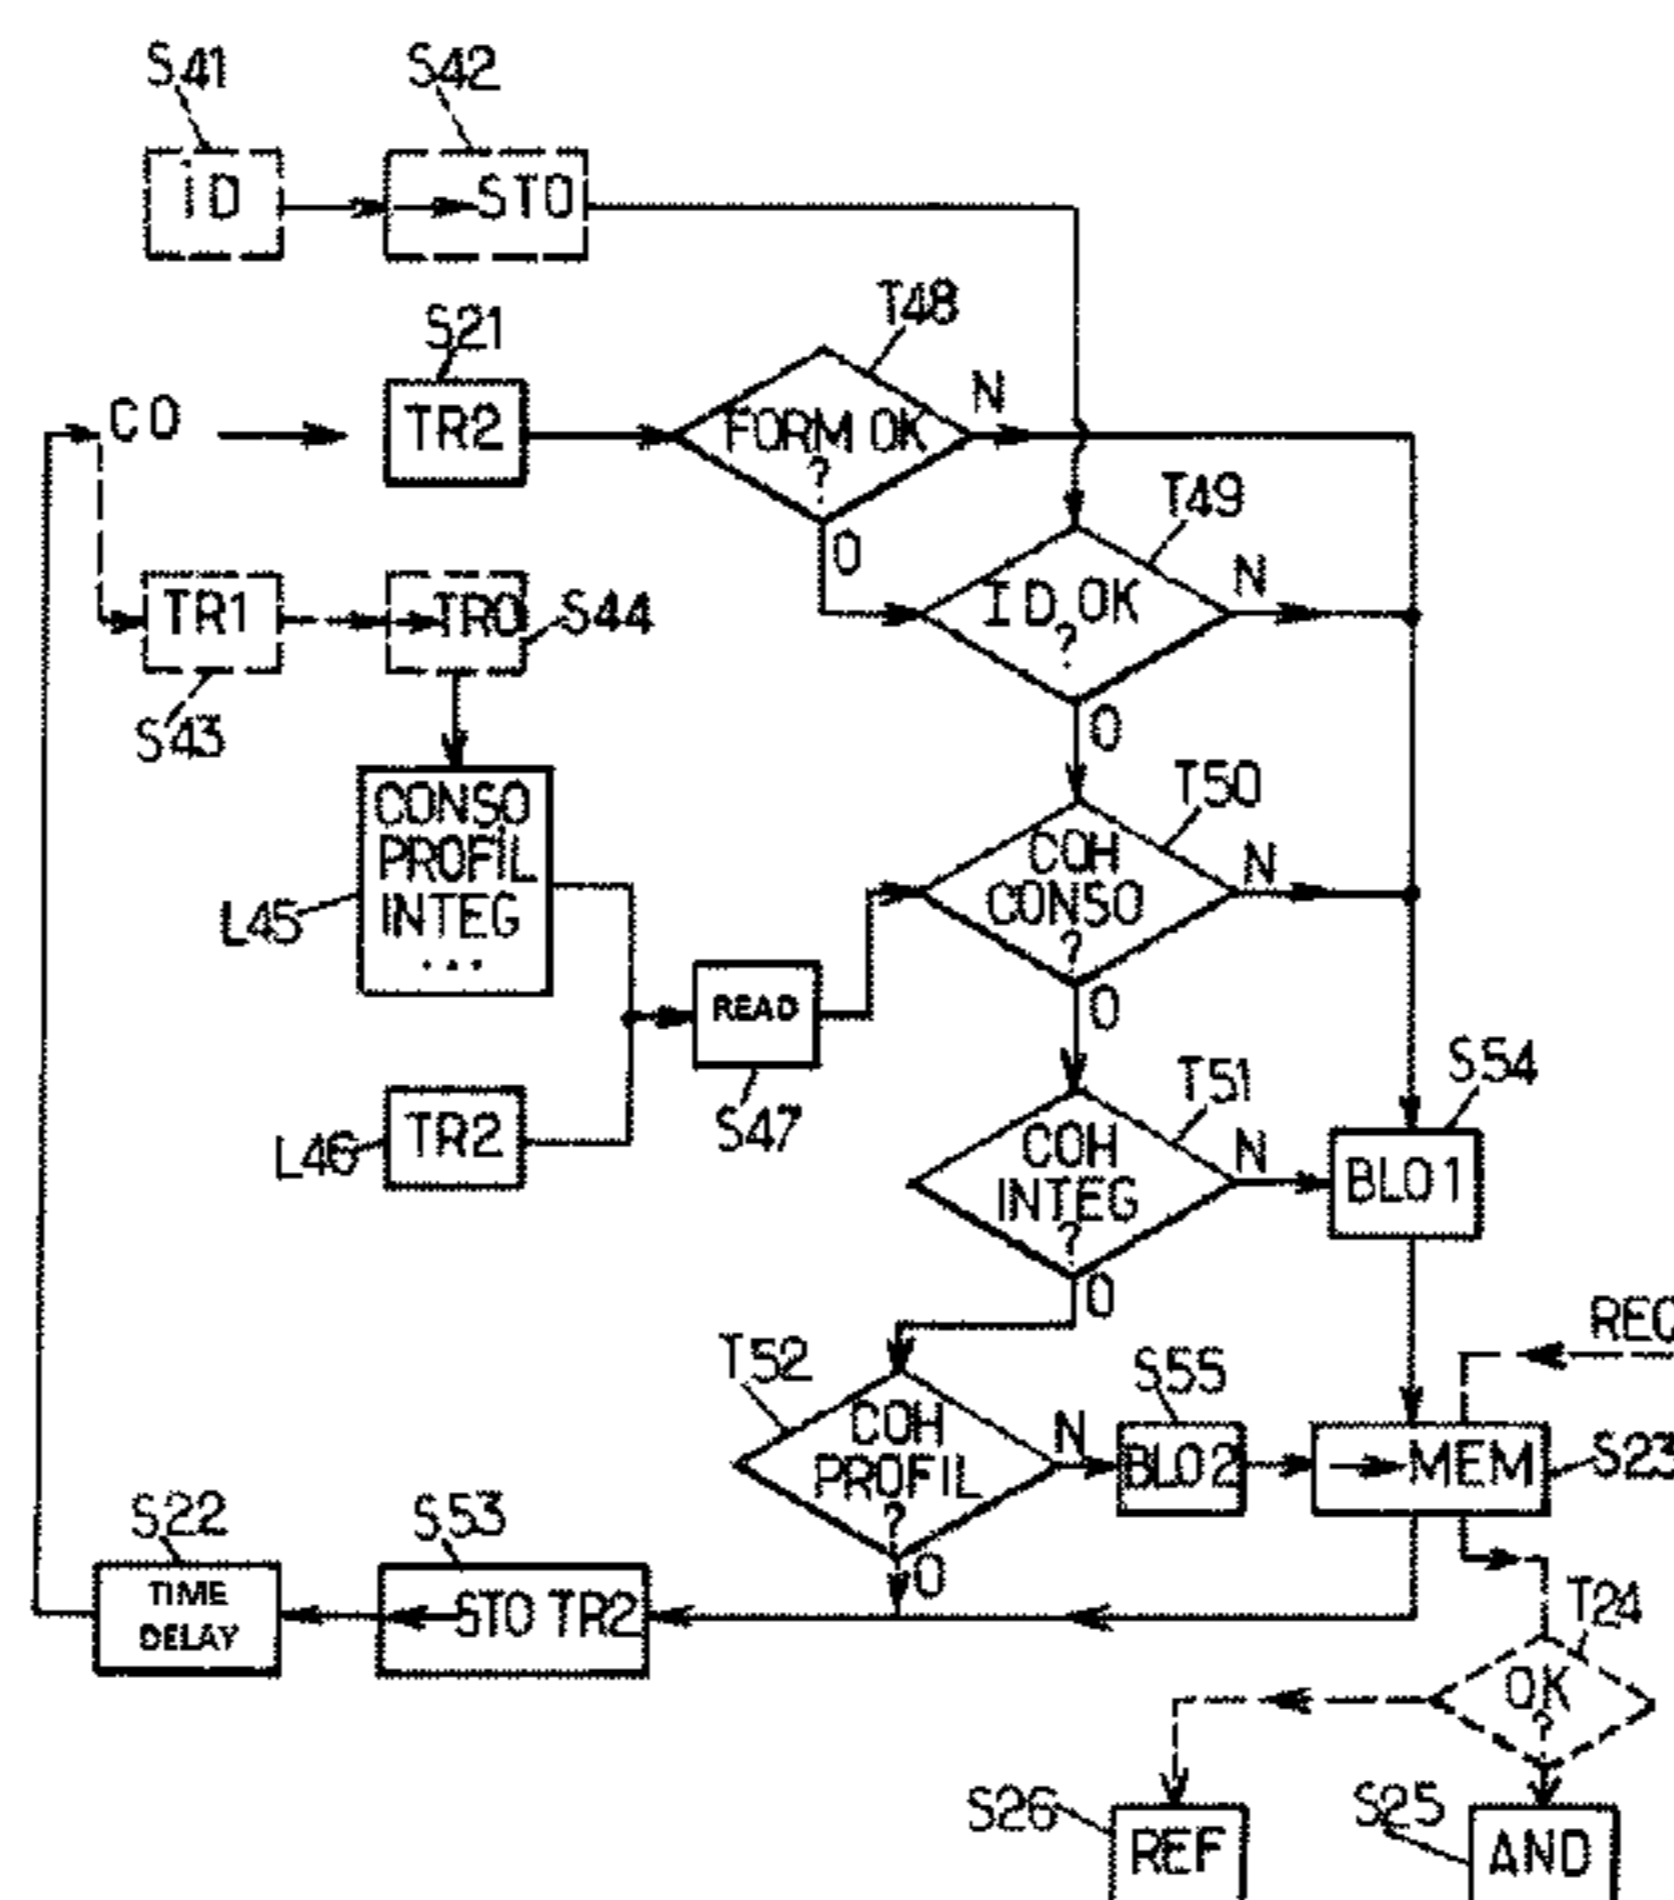 S41
S42
iD
STO
S21
T48
CO
TR2
FORM OK
?
N
O
T49
ID OK
?
N
O
TR1
TRO
S44
S43
CONSO
PROFIL
INTEG
...
L45
T50
COH
CONSO
?
N
O
READ
S47
TR2
L46
T51
COH
INTEG
?
N
O
S54
BLO1
REQ
T52
COH
PROFIL
?
N
O
S55
BLO2
MEM
S23
S22
TIME
DELAY
S53
STO TR2
T24
OK
?
S26
REF
S25
AND